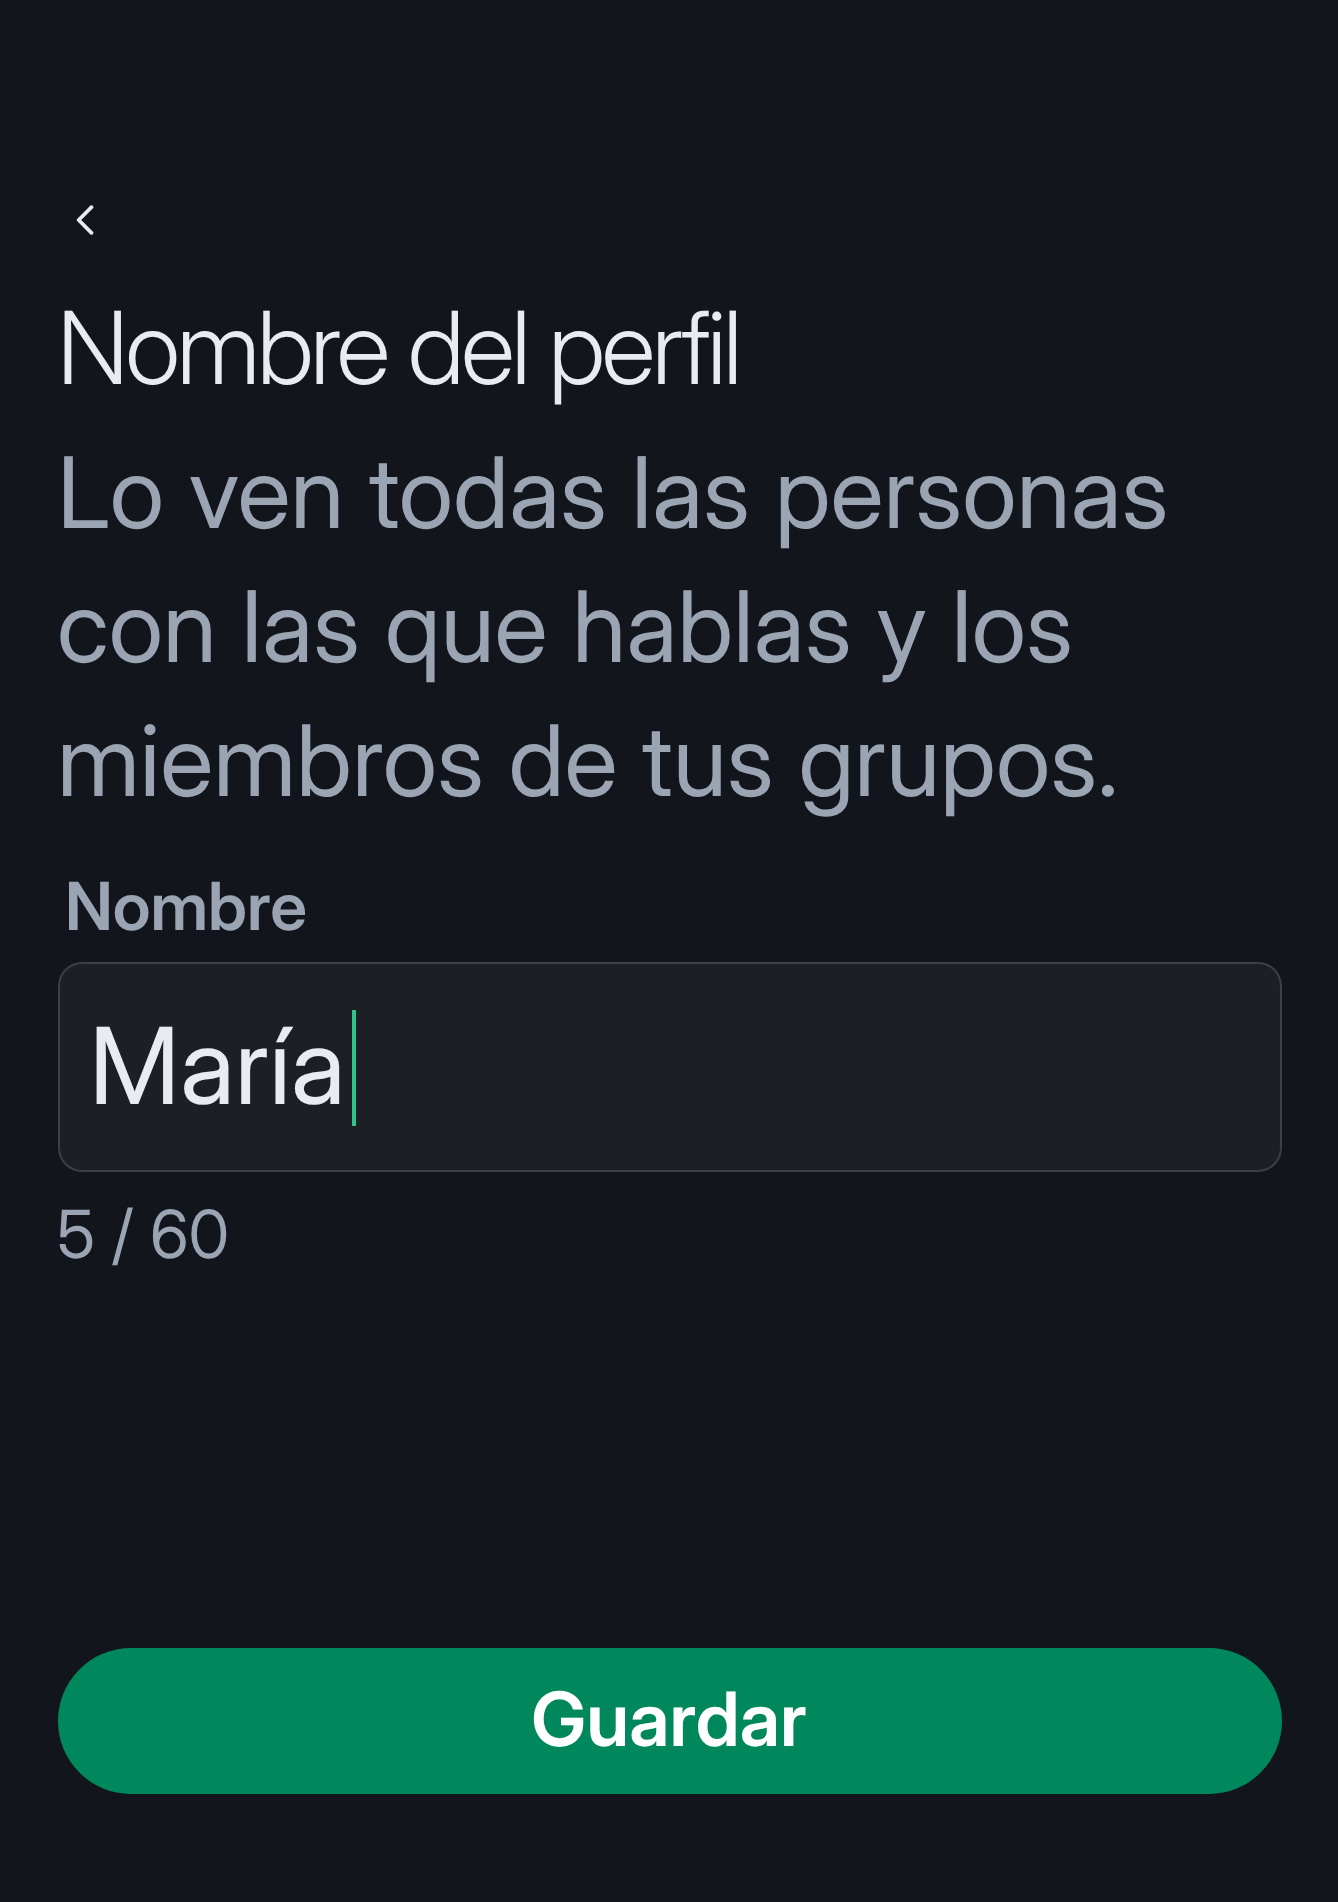 Nombre del perfil
Lo ven todas las personas
con las que hablas y los
miembros de tus grupos.
Nombre
María
5 / 60
Guardar